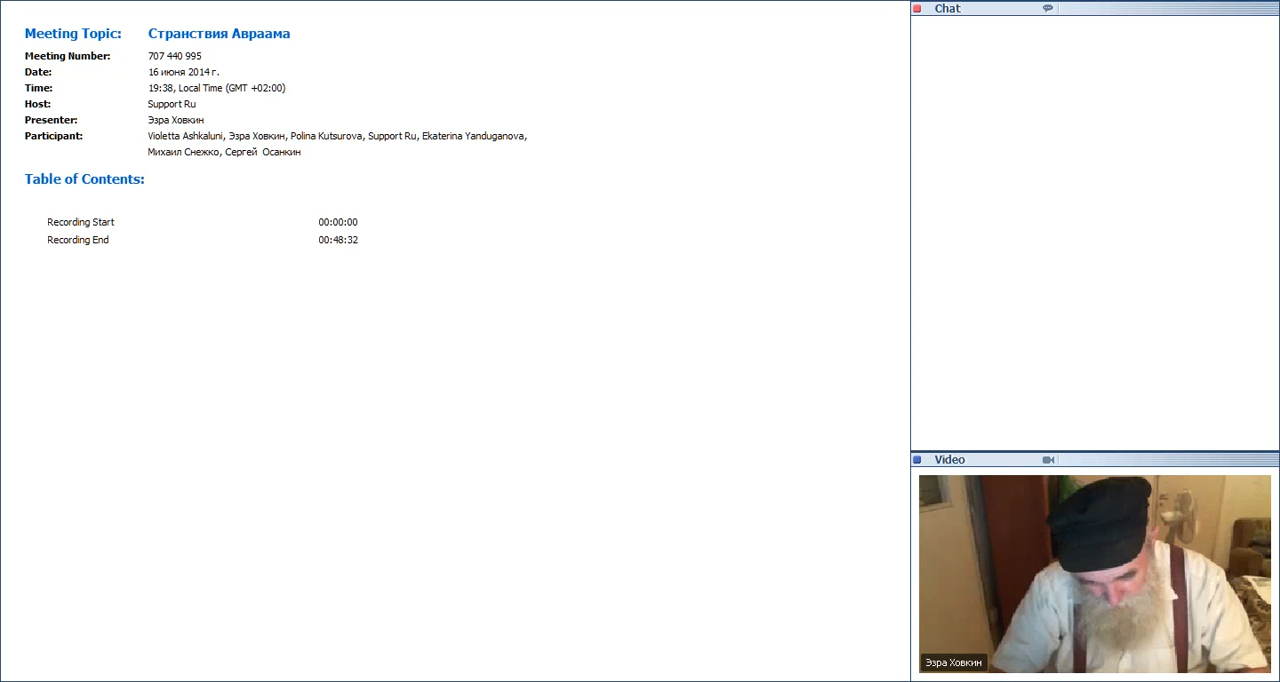 Meeting Topic: Странствия Авраама
Meeting Number: 707 440 995
Date: 16 июня 2014 г.
Time: 19:38, Local Time (GMT +02:00)
Host: Support Ru
Presenter: Эзра Ховкин
Participant: Violetta Ashkaluni, Эзра Ховкин, Polina Kutsurova, Support Ru, Ekaterina Yanduganova,
Михаил Снежко, Сергей Осанкин
Table of Contents:
Recording Start 00:00:00
Recording End 00:48:32
Chat
Video
Эзра Ховкин